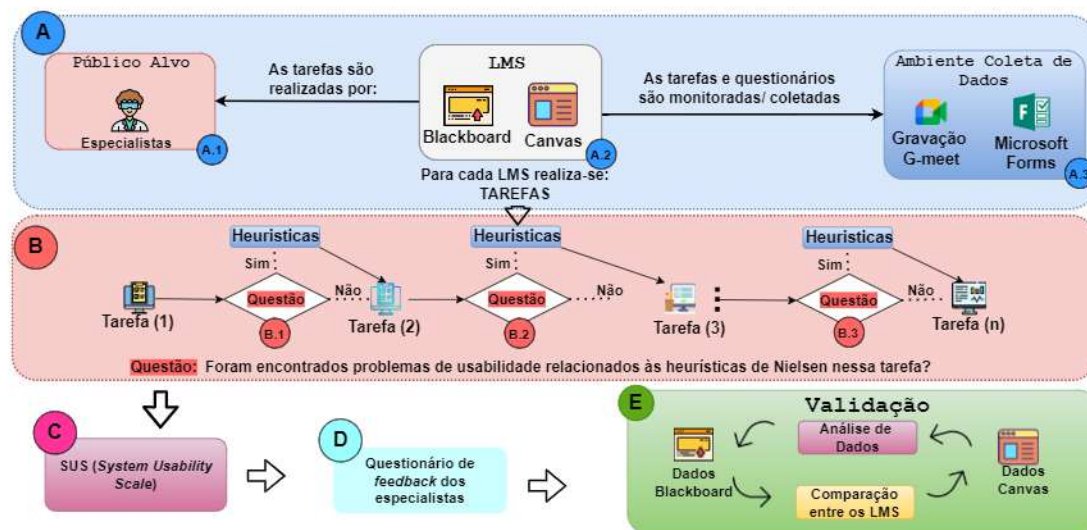 A
Público Alvo
Especialistas
A.1
As tarefas são
realizadas por:
LMS
Blackboard
Canvas
A.2
As tarefas e questionários
são monitoradas/ coletadas
Ambiente Coleta de
Dados
Gravação
G-meet
Microsoft
Forms
A.3
Para cada LMS realiza-se:
TAREFAS
B
Heuristicas
Heuristicas
Heuristicas
Sim
Sim
Sim
Tarefa (1)
Questão
B.1
Não
Tarefa (2)
Questão
B.2
Não
Tarefa (3)
Questão
B.3
Não
Tarefa (n)
Questão: Foram encontrados problemas de usabilidade relacionados às heurísticas de Nielsen nessa tarefa?
C
SUS (System Usability
Scale)
D
Questionário de
feedback dos
especialistas
E
Validação
Dados
Blackboard
Análise de
Dados
Comparação
entre os LMS
Dados
Canvas